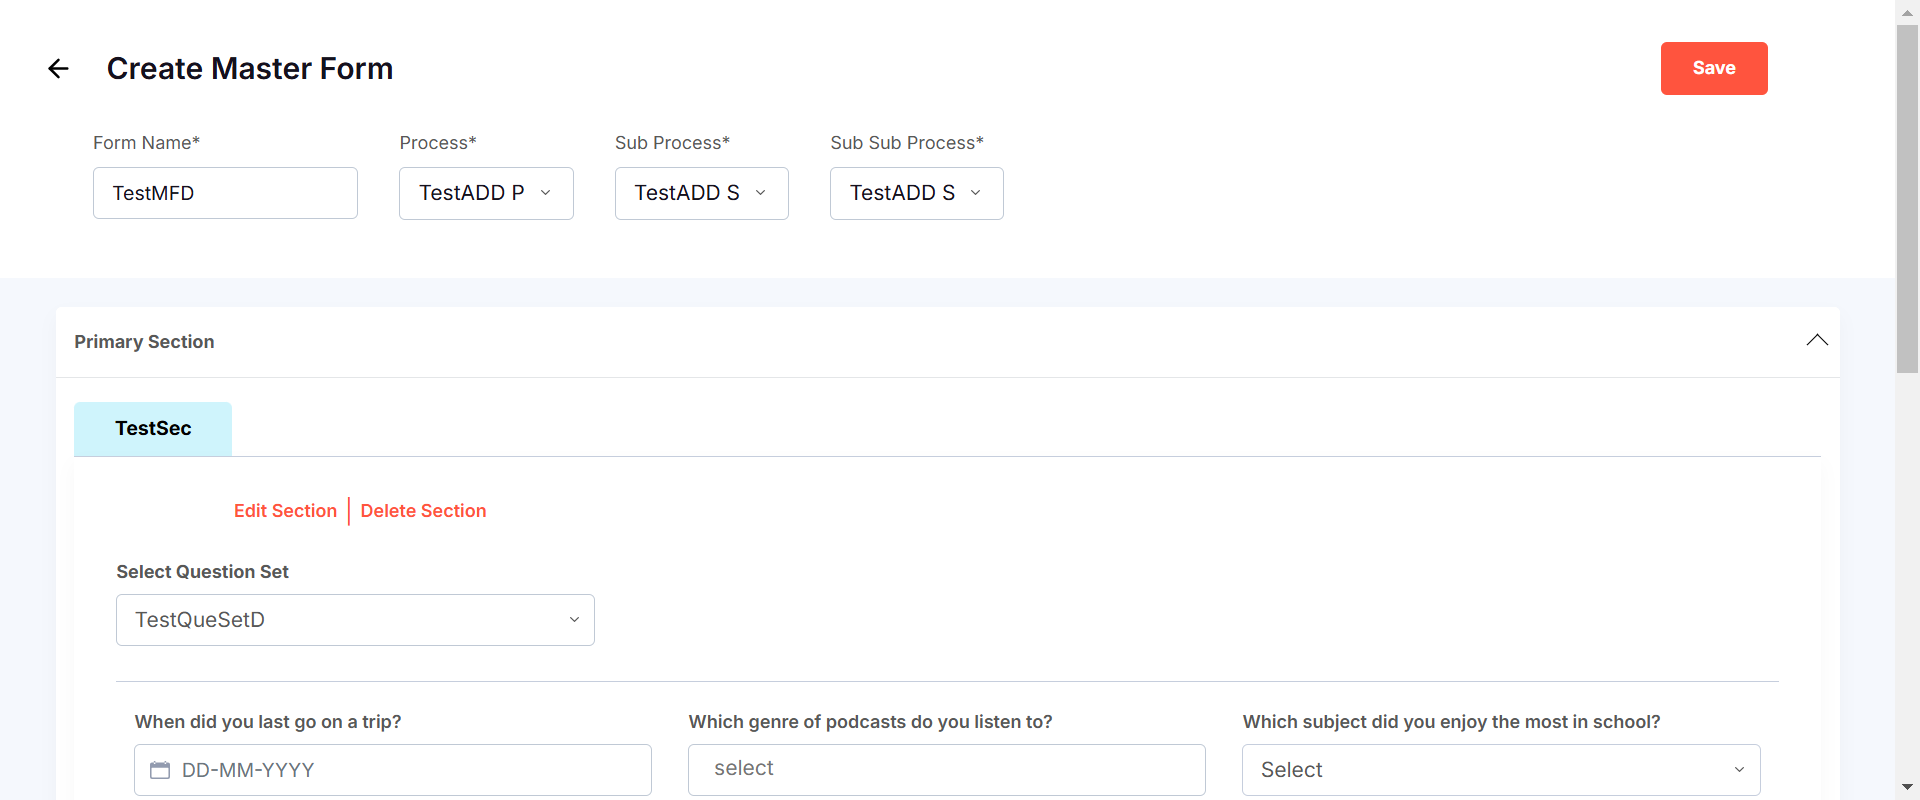 Create Master Form
Save
Form Name*
Process*
Sub Process*
Sub Sub Process*
TestMFD
TestADD P
TestADD S
TestADD S
Primary Section
TestSec
Edit Section
Delete Section
Select Question Set
TestQueSetD
When did you last go on a trip?
Which genre of podcasts do you listen to?
Which subject did you enjoy the most in school?
DD-MM-YYYY
select
Select